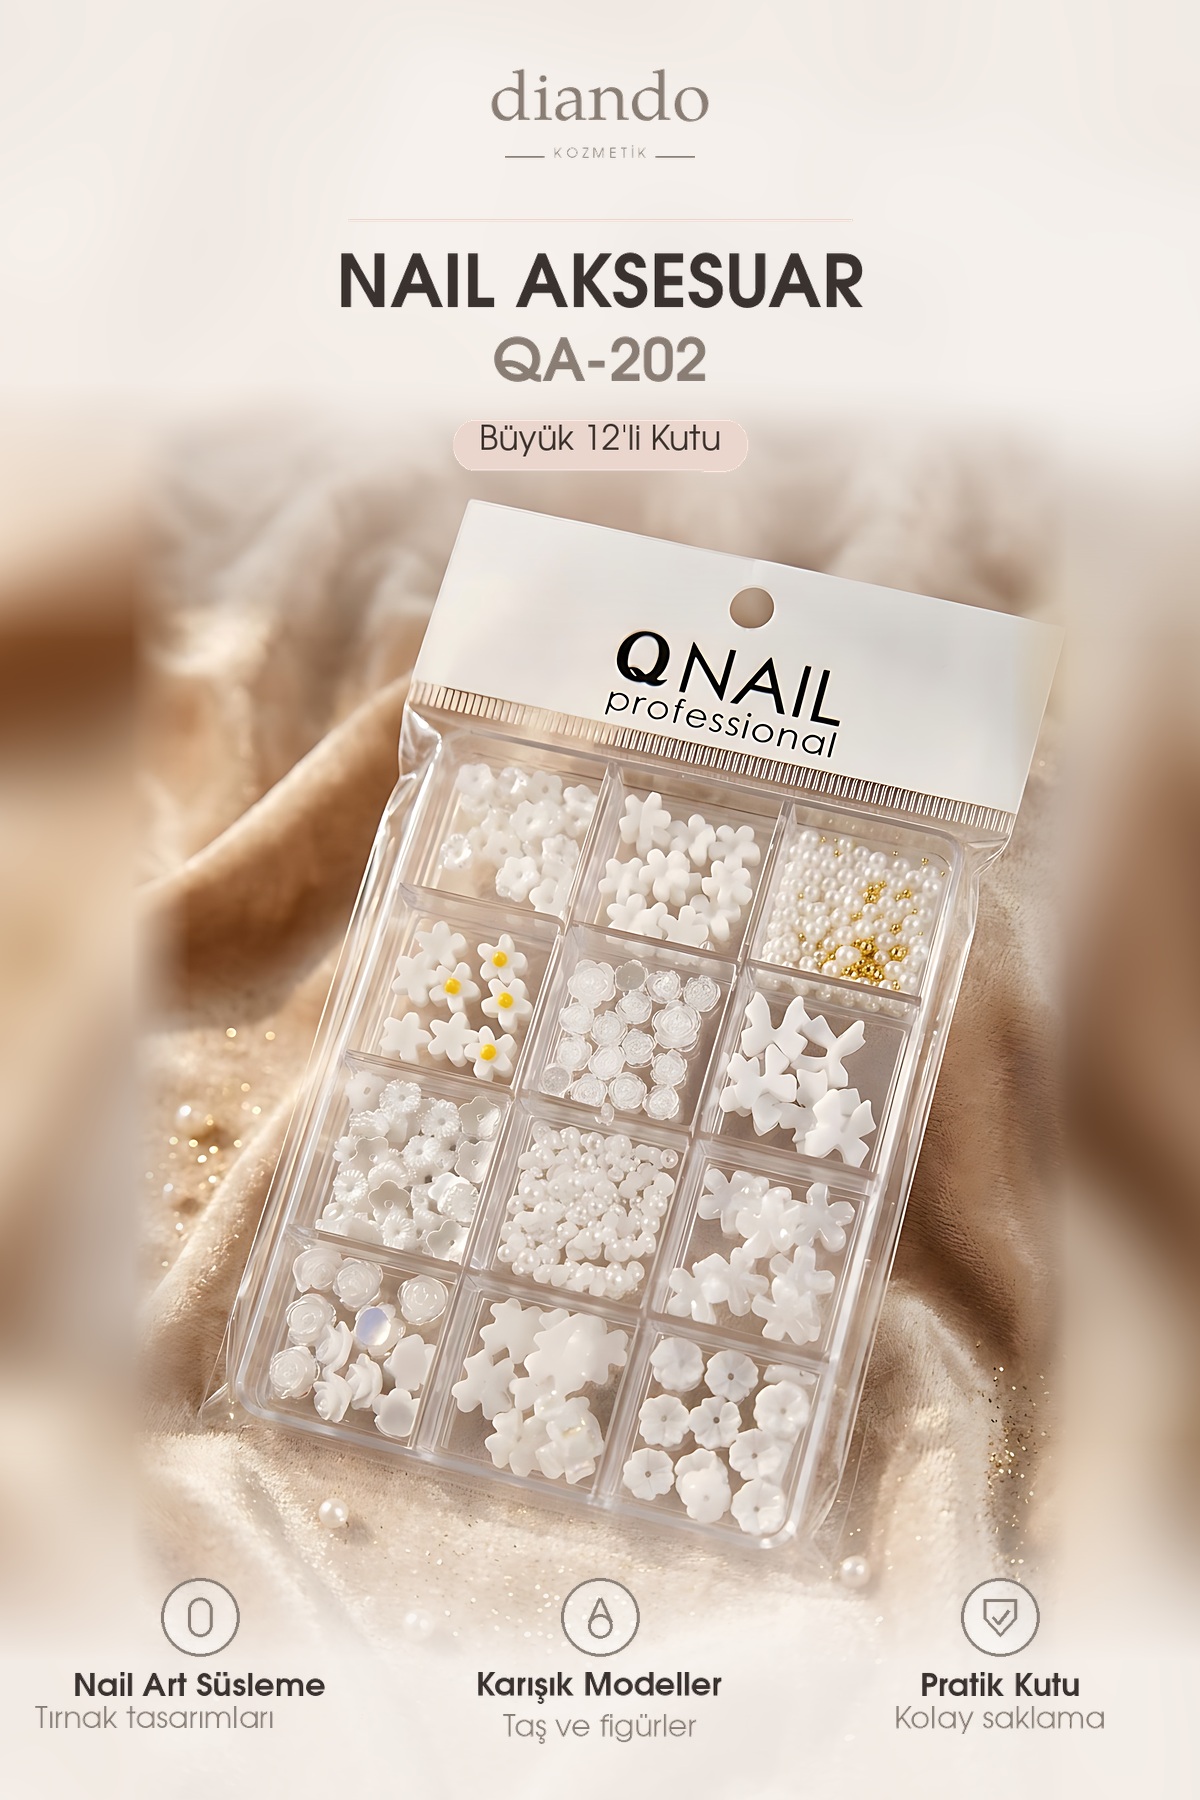 diando
KOZMETİK
NAIL AKSESUAR
QA-202
Büyük 12'li Kutu
QNAIL
professional
Nail Art Süsleme
Tırnak tasarımları
Karışık Modeller
Taş ve figürler
Pratik Kutu
Kolay saklama